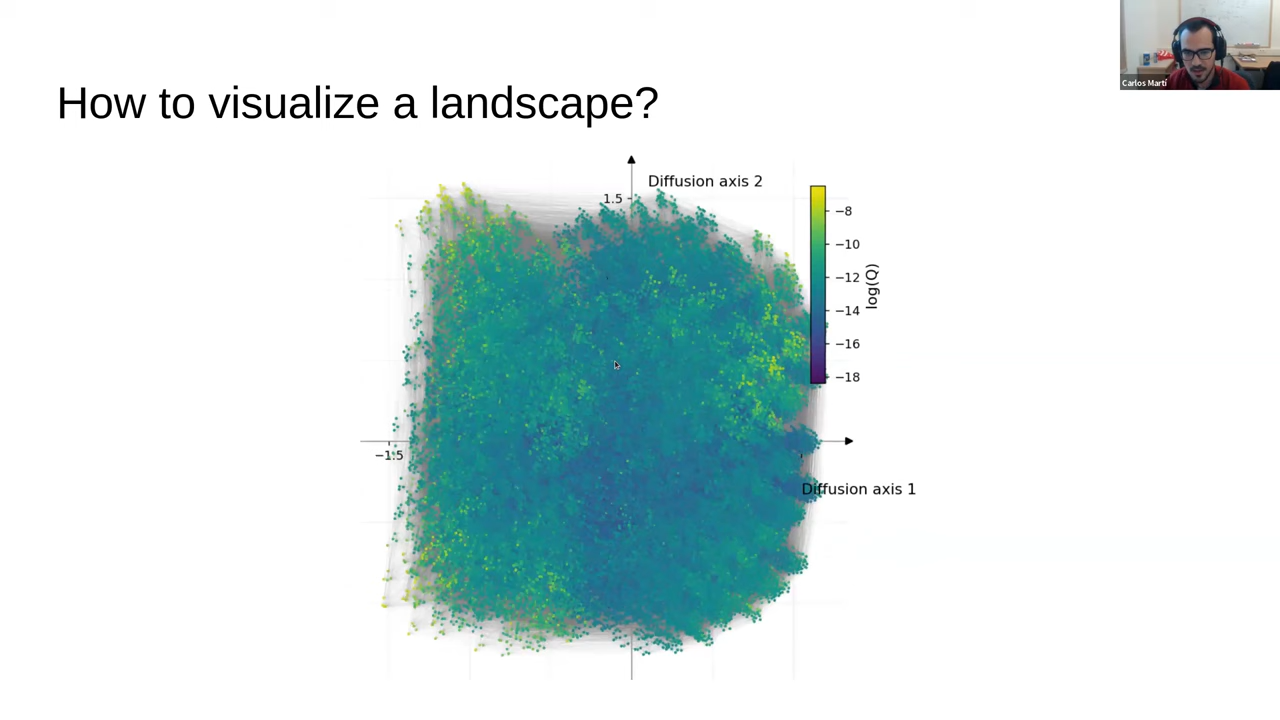 Carlos Martí
How to visualize a landscape?
Diffusion axis 2
1.5
−8
−10
−12
−14
−16
−18
log(Q)
−1.5
Diffusion axis 1